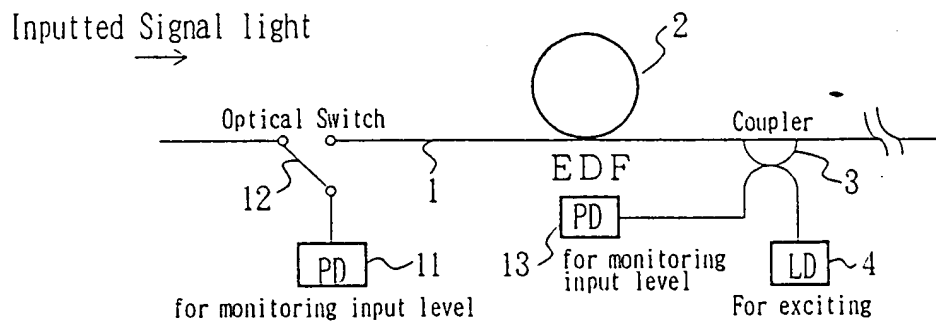 Inputted Signal light
2
Optical Switch
Coupler
12
1
EDF
3
PD
13
for monitoring
input level
PD
11
LD
4
for monitoring input level
For exciting